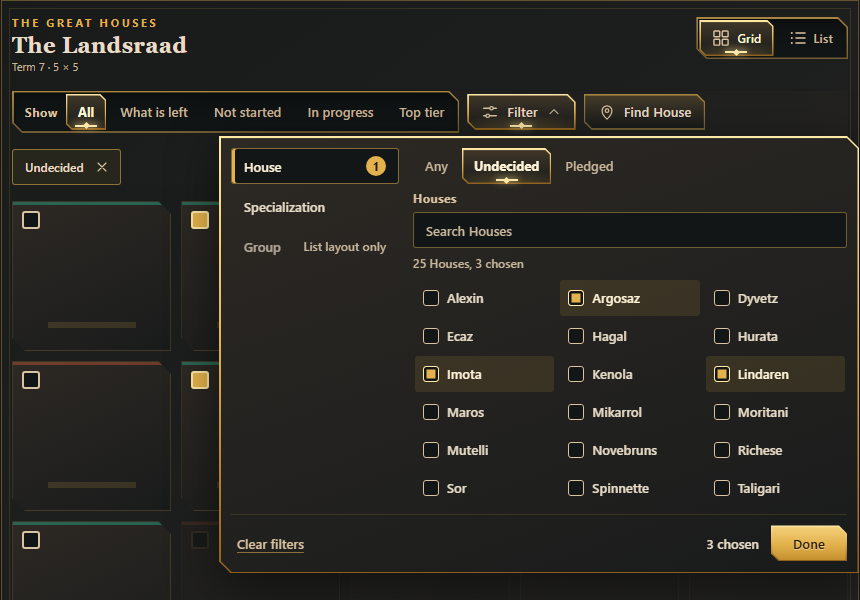 THE GREAT HOUSES
The Landsraad
Term 7 · 5 × 5
Grid List
Show All What is left Not started In progress Top tier Filter Find House
Undecided
House 1
Specialization
Group List layout only
Any Undecided Pledged
Houses
Search Houses
25 Houses, 3 chosen
Alexin Argosaz Dyvetz
Ecaz Hagal Hurata
Imota Kenola Lindaren
Maros Mikarrol Moritani
Mutelli Novebruns Richese
Sor Spinnette Taligari
Clear filters 3 chosen Done